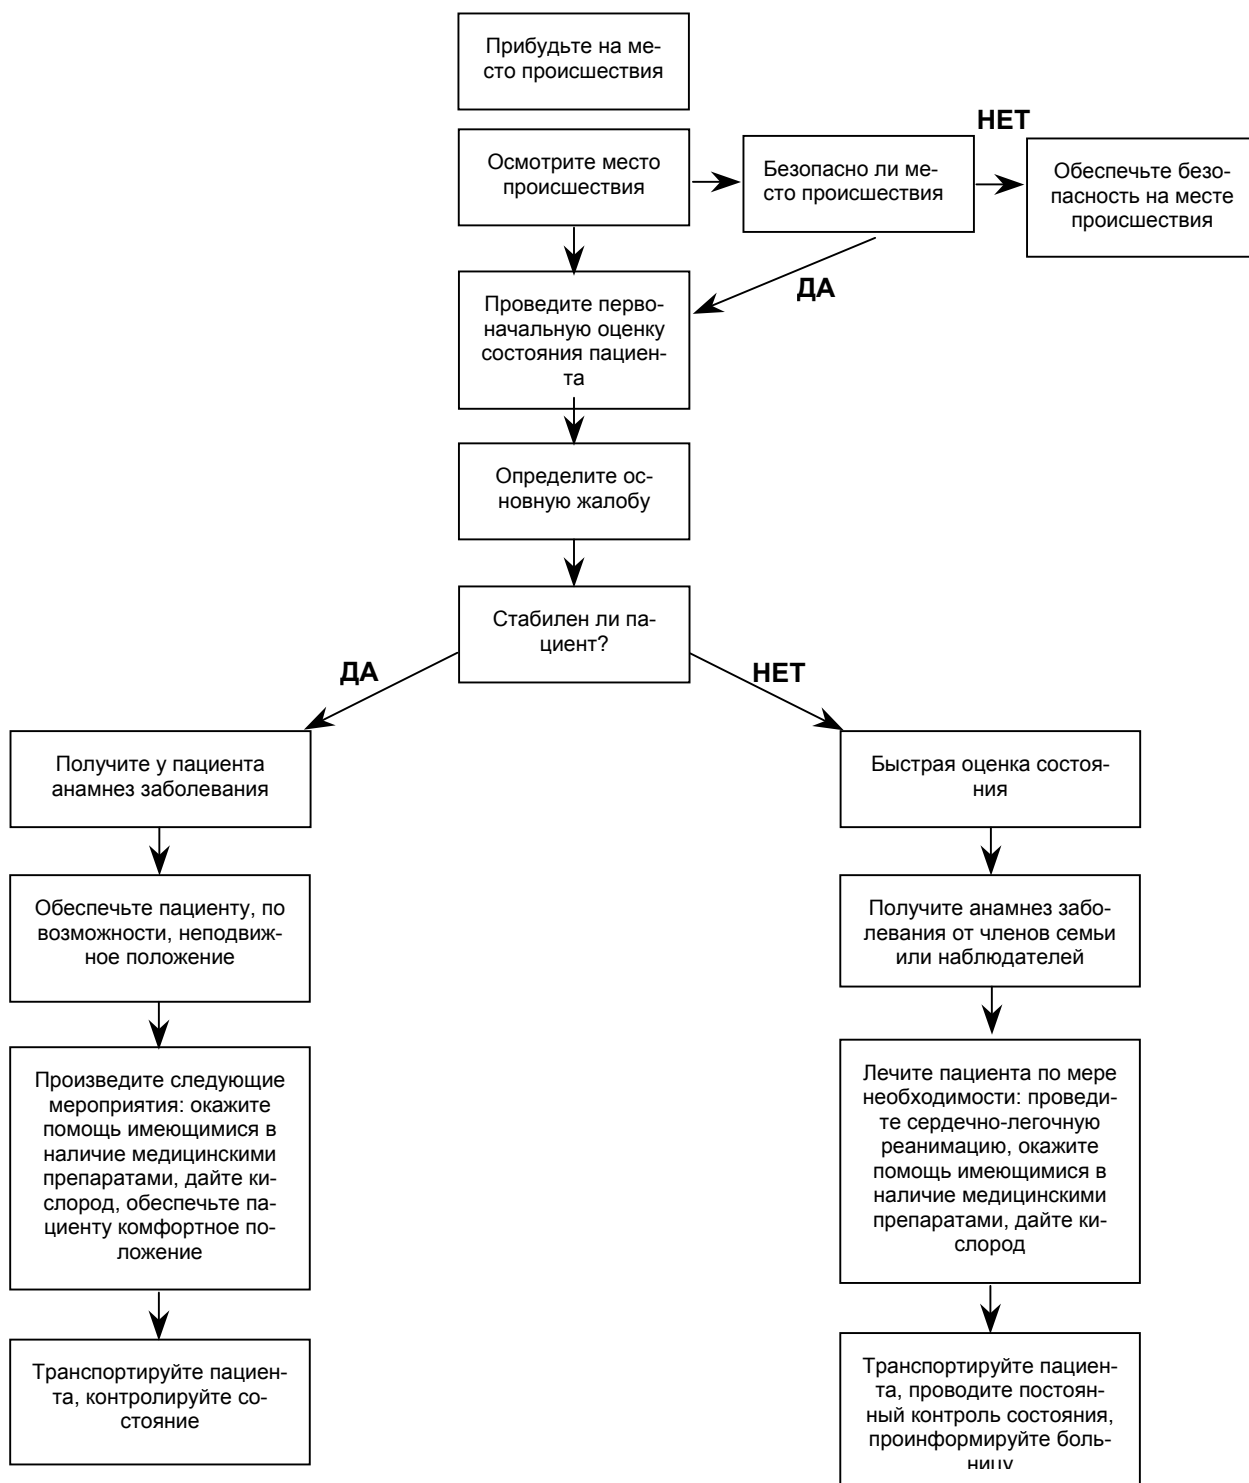 Прибудьте на ме-
сто происшествия
НЕТ
Осмотрите место
происшествия
Безопасно ли ме-
сто происшествия
Обеспечьте безо-
пасность на месте
происшествия
ДА
Проведите перво-
начальную оценку
состояния пациен-
та
Определите ос-
новную жалобу
Стабилен ли па-
циент?
ДА
НЕТ
Получите у пациента
анамнез заболевания
Быстрая оценка состоя-
ния
Обеспечьте пациенту, по
возможности, неподвиж-
ное положение
Получите анамнез забо-
левания от членов семьи
или наблюдателей
Произведите следующие
мероприятия: окажите
помощь имеющимися в
наличие медицинскими
препаратами, дайте ки-
слород, обеспечьте па-
циенту комфортное по-
ложение
Лечите пациента по мере
необходимости: проведи-
те сердечно-легочную
реанимацию, окажите
помощь имеющимися в
наличие медицинскими
препаратами, дайте ки-
слород
Транспортируйте пациен-
та, контролируйте со-
стояние
Транспортируйте пациен-
та, проводите постоян-
ный контроль состояния,
проинформируйте боль-
ницу